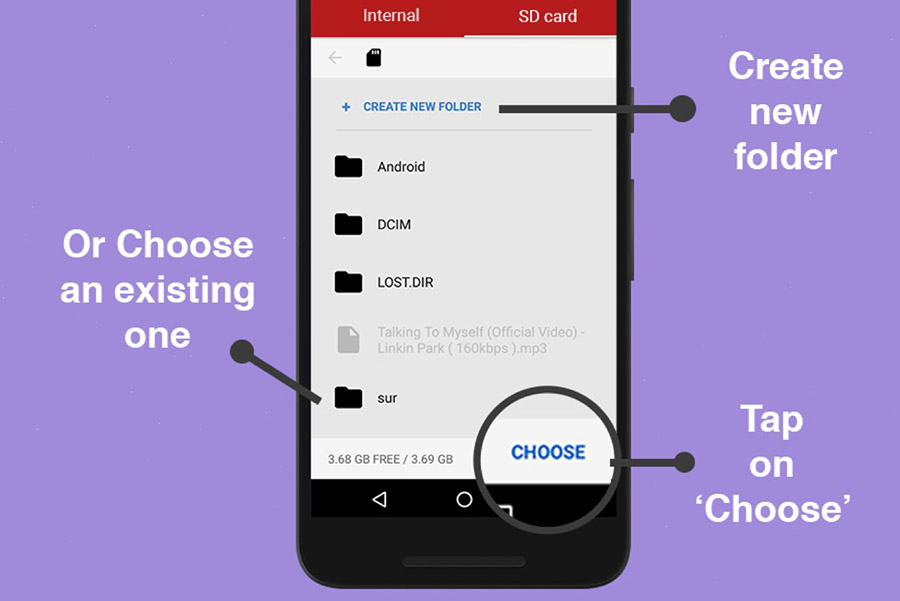 Internal
SD card
CREATE NEW FOLDER
Create
new
folder
Android
DCIM
Or Choose
an existing
one
LOST.DIR
Talking To Myself (Official Video) -
Linkin Park ( 160kbps ).mp3
sur
3.68 GB FREE / 3.69 GB
CHOOSE
Tap
on
‘Choose’